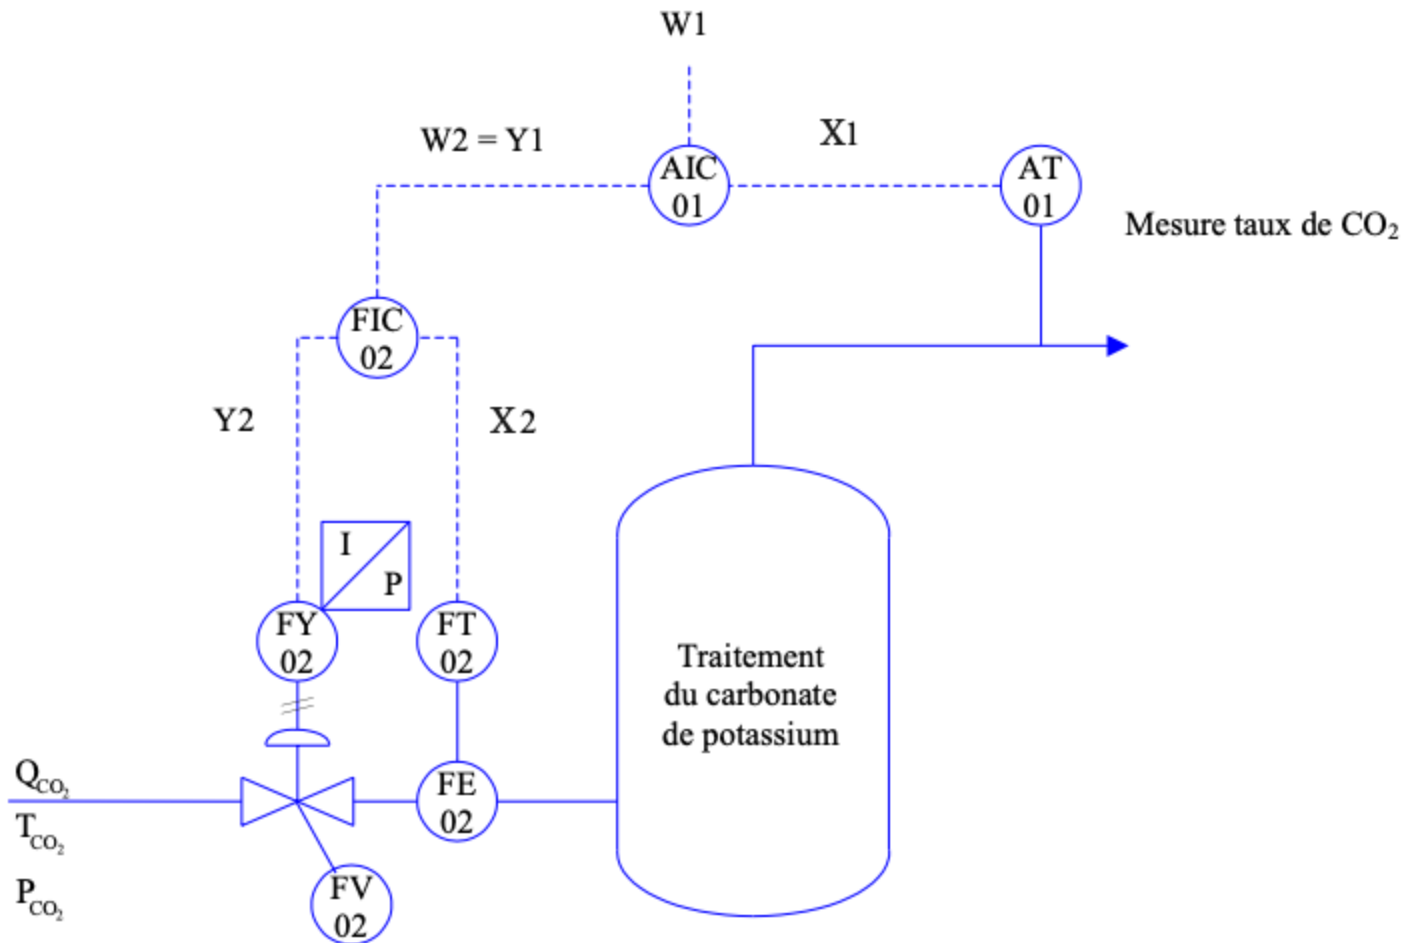 W1
W2 = Y1
X1
AIC
01
AT
01
Mesure taux de CO₂
FIC
02
Y2
X2
I
P
FY
02
FT
02
Traitement
du carbonate
de potassium
Q_CO₂
T_CO₂
P_CO₂
FE
02
FV
02